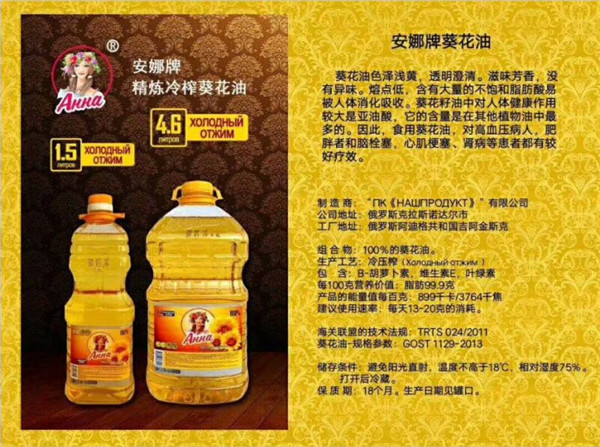 ®
Анна
安娜牌
精炼冷榨葵花油
4.6 литров
ХОЛОДНЫЙ ОТЖИМ
1.5 литров
ХОЛОДНЫЙ ОТЖИМ
Анна
Анна
安娜牌葵花油
葵花油色泽浅黄，透明澄清。滋味芳香，没
有异味。熔点低，含有大量的不饱和脂肪酸易
被人体消化吸收。葵花籽油中对人体健康作用
较大是亚油酸，它的含量是在其他植物油中最
多的。因此，食用葵花油，对高血压病人，肥
胖者和脑栓塞，心肌梗塞、肾病等患者都有较
好疗效。
制 造 商：“ПК《НАШПРОДУКТ》”有限公司
公司地址：俄罗斯克拉斯诺达尔市
工厂地址：俄罗斯阿迪格共和国吉阿金斯克
组 合 物：100%的葵花油。
生产工艺：冷压榨（Холодный отжим ）
包 含：B-胡萝卜素，维生素E，叶绿素
每100克营养价值：脂肪99.9克
产品的能量值每百克：899千卡/3764千焦
建议使用速率：每天13-20克的消耗。
海关联盟的技术法规：TRTS 024/2011
葵花油-规格参数：GOST 1129-2013
储存条件：避免阳光直射，温度不高于18℃，相对湿度75%。
打开后冷藏。
保 质 期：18个月。生产日期见罐口。